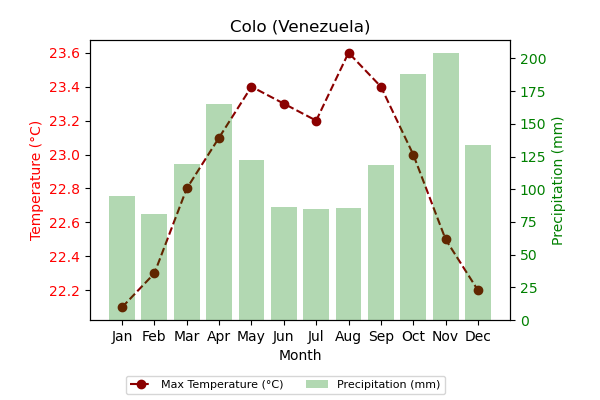 Colo (Venezuela)
23.6
23.4
23.2
23.0
22.8
22.6
22.4
22.2
Temperature (°C)
200
175
150
125
100
75
50
25
0
Precipitation (mm)
Jan Feb Mar Apr May Jun Jul Aug Sep Oct Nov Dec
Month
Max Temperature (°C) Precipitation (mm)